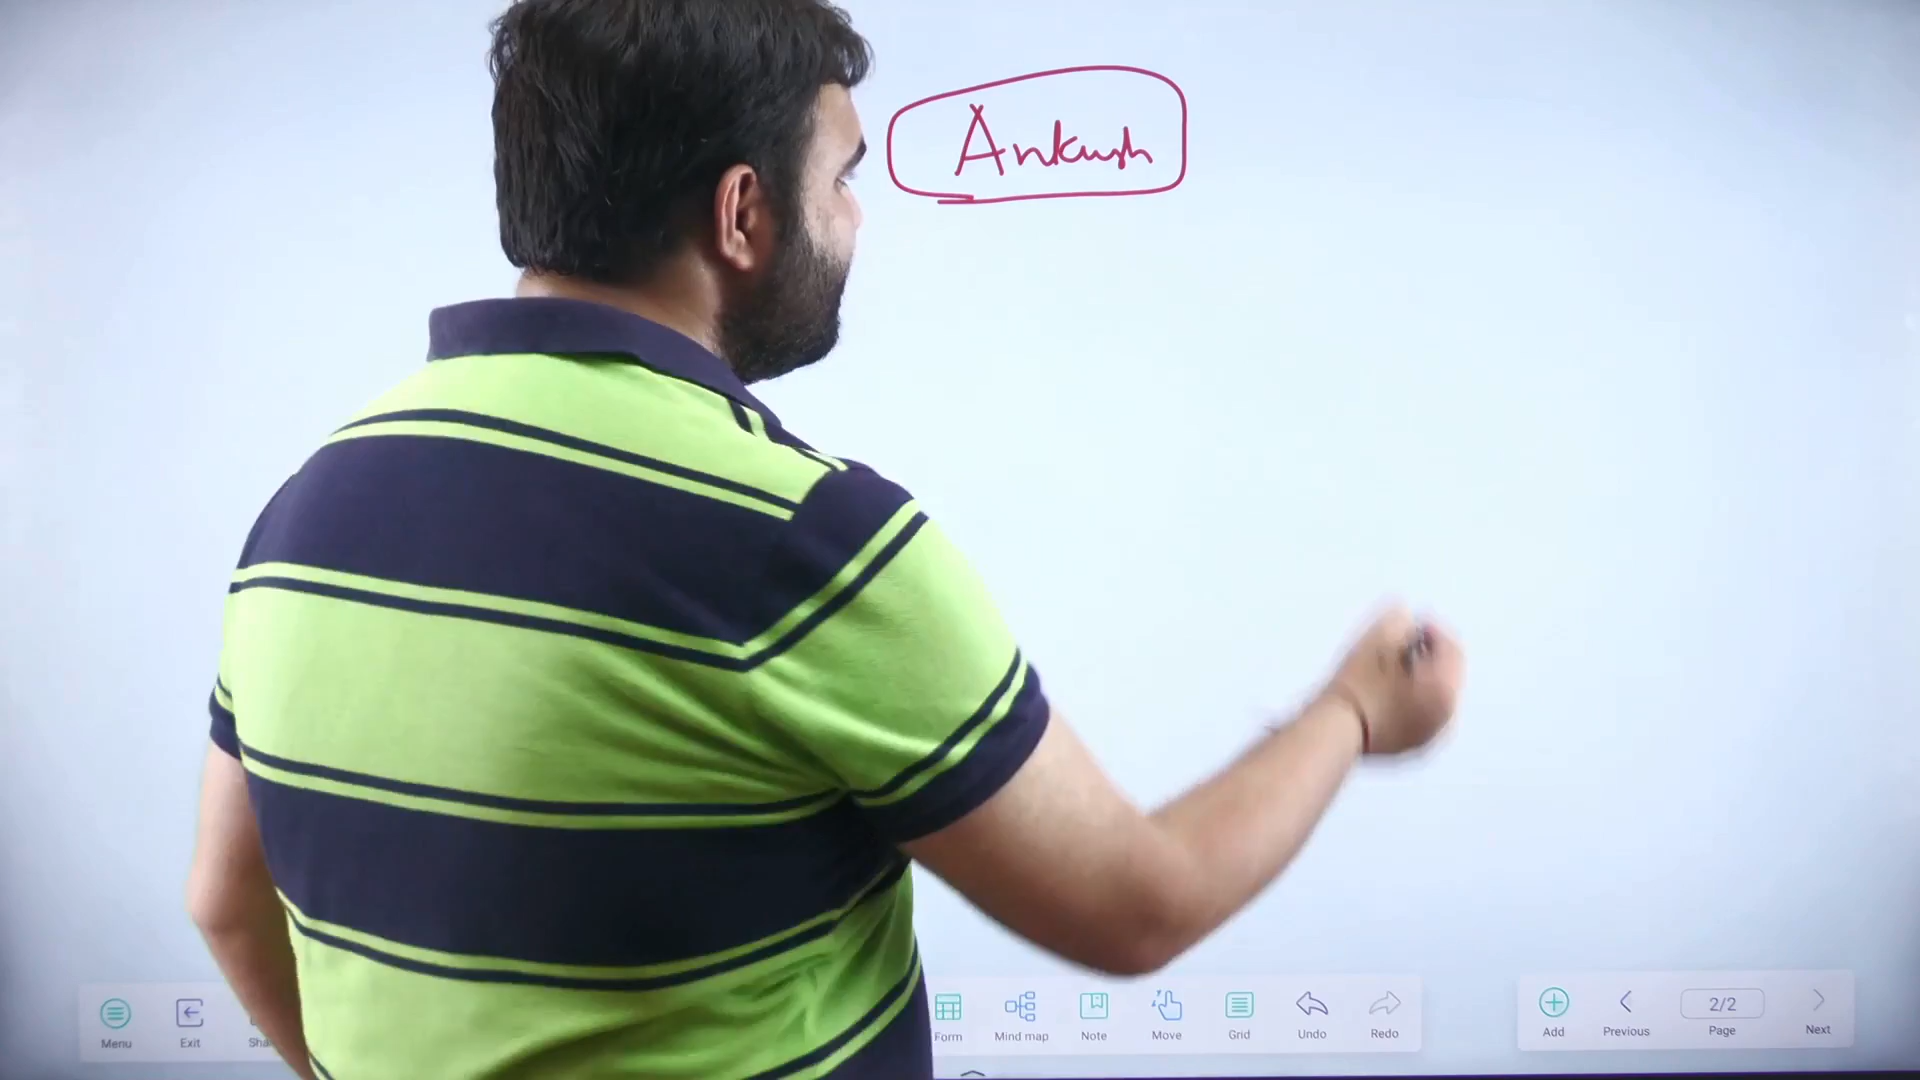 Ankush
Menu
Exit
Form
Mind map
Note
Move
Grid
Undo
Redo
Add
Previous
2/2
Page
Next